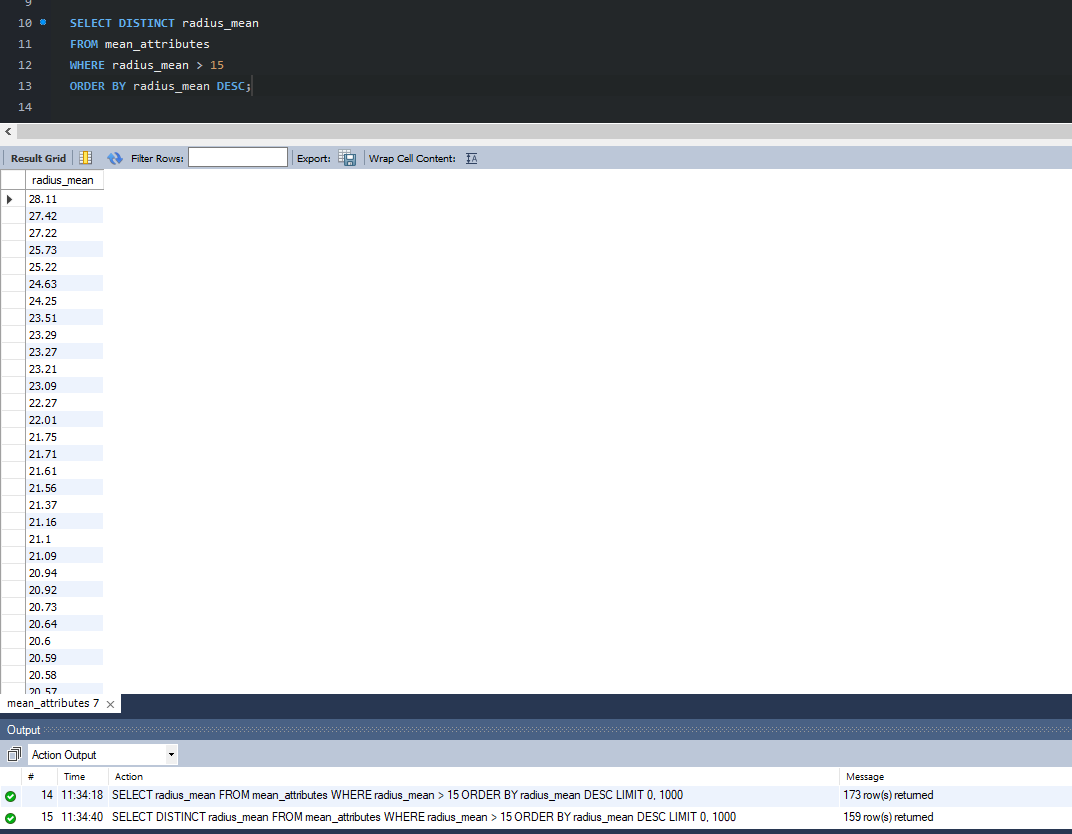 9
10 SELECT DISTINCT radius_mean
11 FROM mean_attributes
12 WHERE radius_mean > 15
13 ORDER BY radius_mean DESC;
14
Result Grid Filter Rows: Export: Wrap Cell Content: IA
radius_mean
28.11
27.42
27.22
25.73
25.22
24.63
24.25
23.51
23.29
23.27
23.21
23.09
22.27
22.01
21.75
21.71
21.61
21.56
21.37
21.16
21.1
21.09
20.94
20.92
20.73
20.64
20.6
20.59
20.58
20.57
mean_attributes 7
Output
Action Output
# Time Action Message
14 11:34:18 SELECT radius_mean FROM mean_attributes WHERE radius_mean > 15 ORDER BY radius_mean DESC LIMIT 0, 1000 173 row(s) returned
15 11:34:40 SELECT DISTINCT radius_mean FROM mean_attributes WHERE radius_mean > 15 ORDER BY radius_mean DESC LIMIT 0, 1000 159 row(s) returned